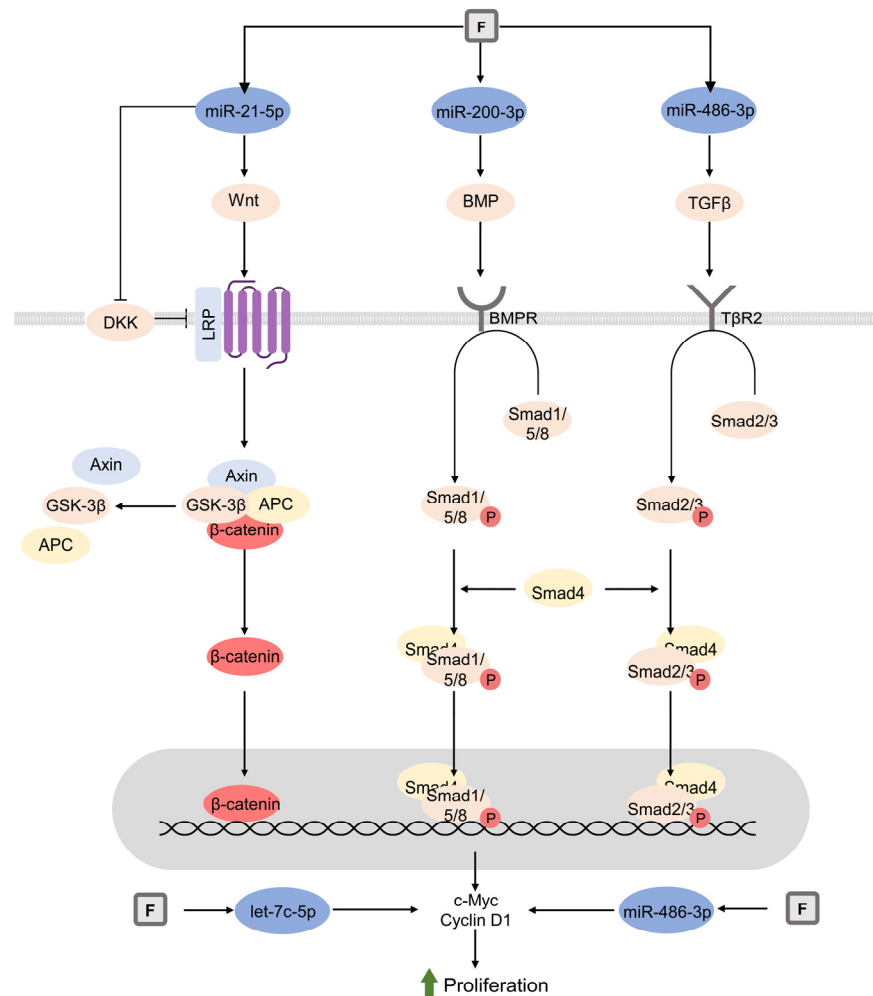 F
miR-21-5p
miR-200-3p
miR-486-3p
Wnt
BMP
TGFβ
DKK
LRP
BMPR
TβR2
Smad1/
5/8
Smad2/3
Axin
Axin
GSK-3β
GSK-3β
APC
APC
β-catenin
Smad1/
5/8
P
Smad2/3
P
Smad4
β-catenin
Smad4
Smad1/
5/8
P
Smad4
Smad2/3
P
β-catenin
Smad4
Smad1/
5/8
P
Smad4
Smad2/3
P
F
let-7c-5p
c-Myc
Cyclin D1
miR-486-3p
F
Proliferation